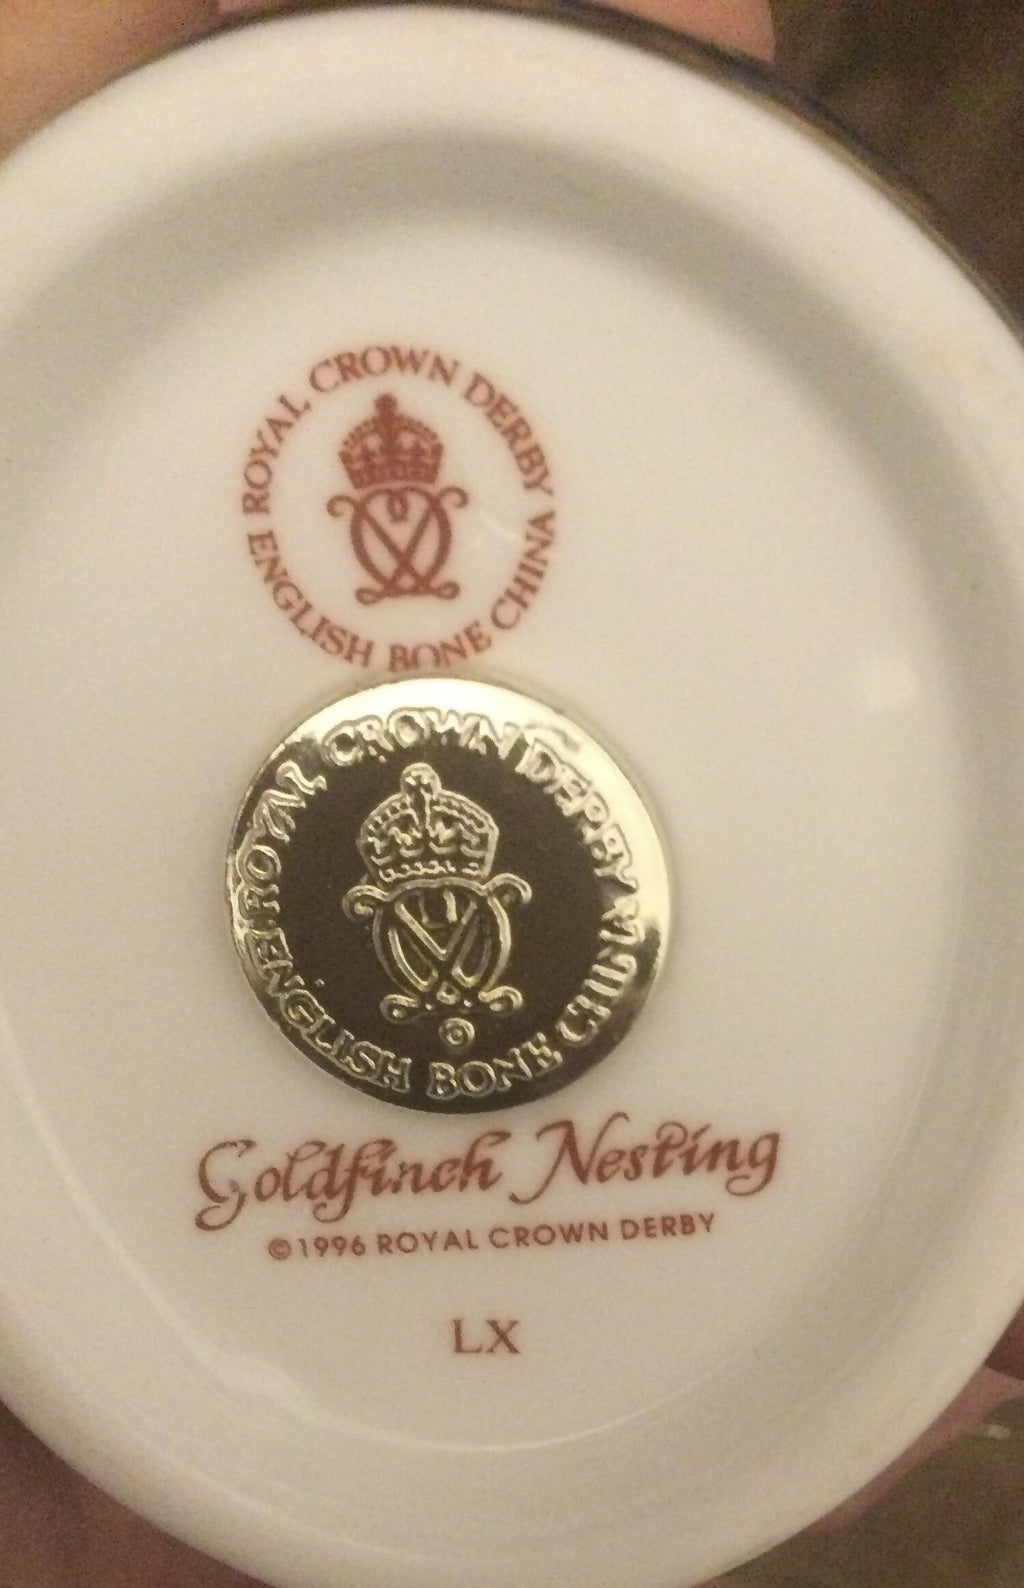 ROYAL CROWN DERBY
ENGLISH BONE CHINA
ROYAL CROWN DERBY
ENGLISH BONE CHINA
©
Goldfinch Nesting
©1996 ROYAL CROWN DERBY
LX